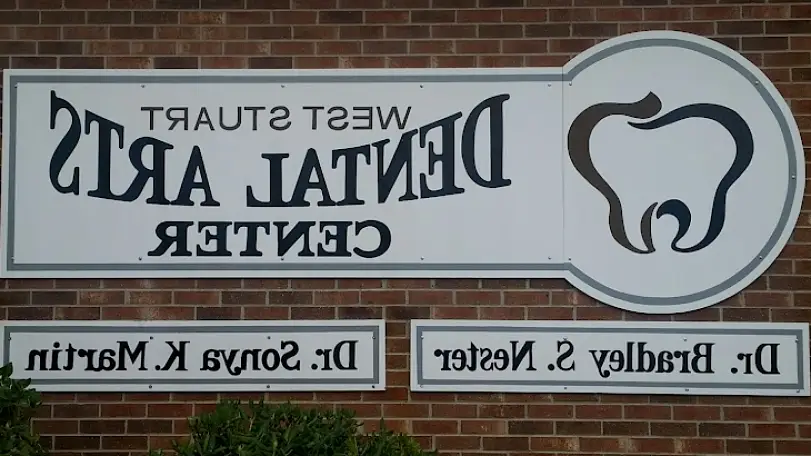 WEST STUART
DENTAL ARTS
CENTER
Dr. Bradley S. Nester
Dr. Sonya K. Martin